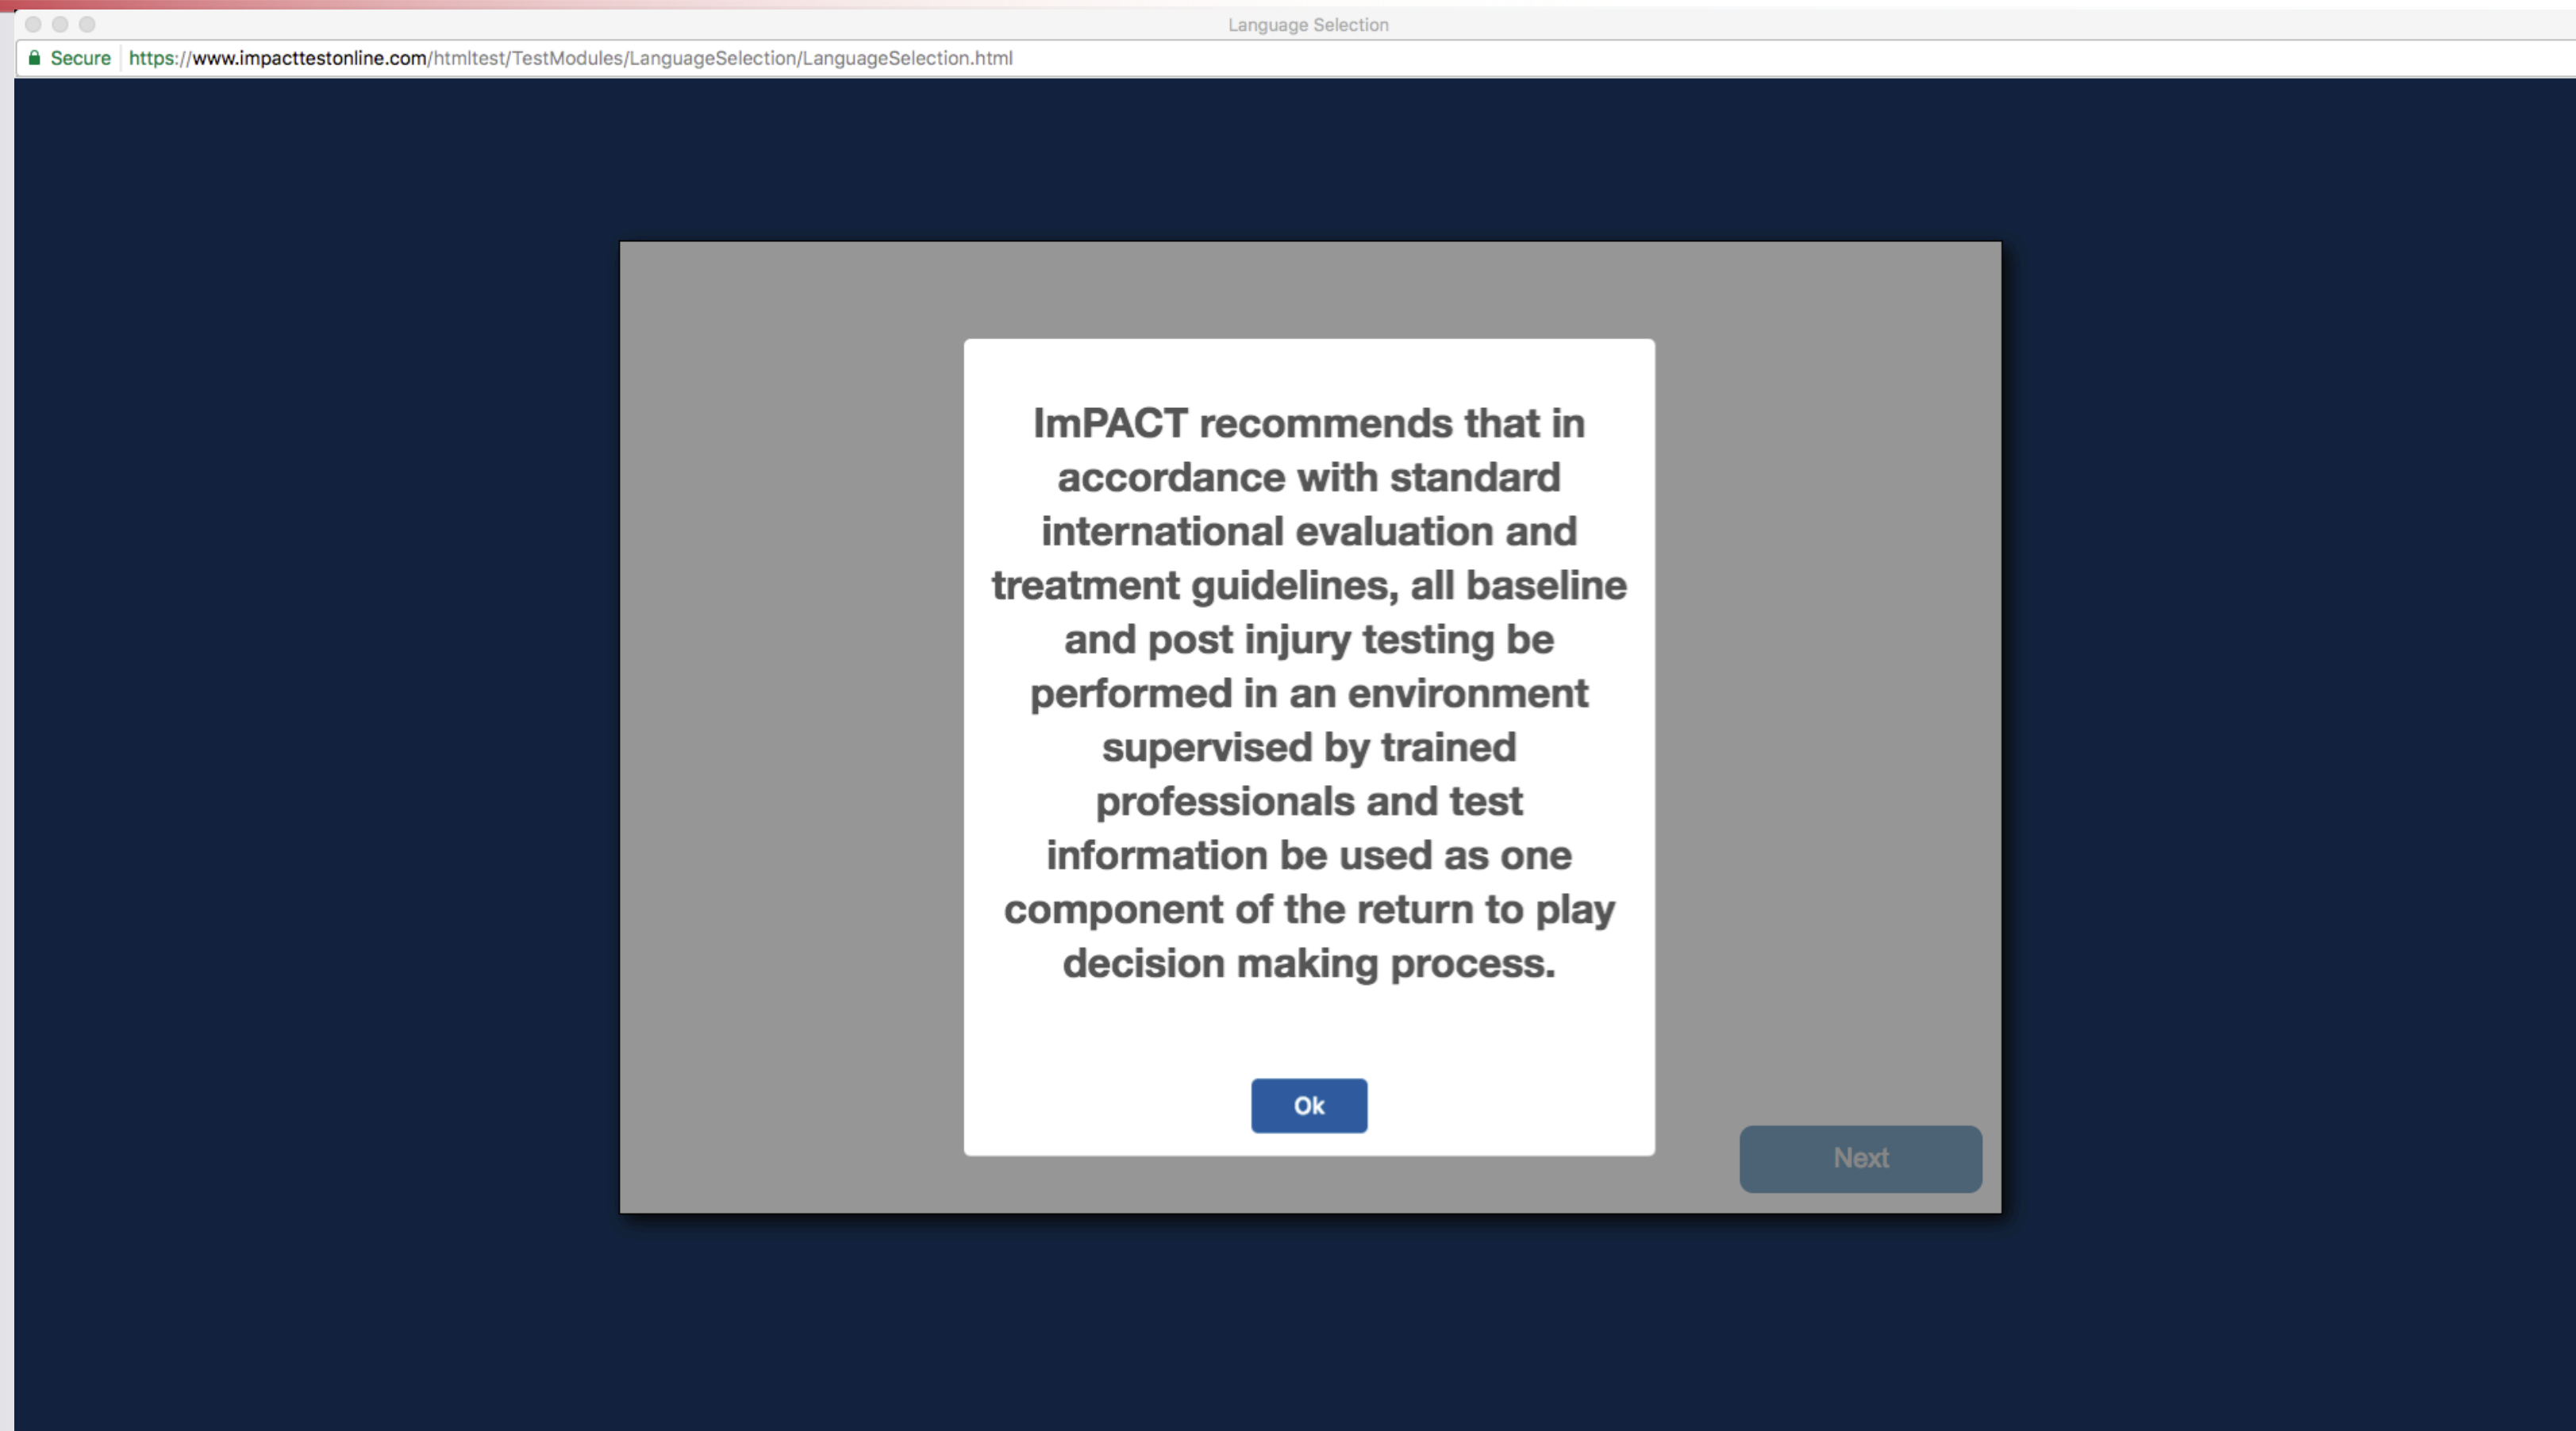 Language Selection
Secure https://www.impacttestonline.com/htmltest/TestModules/LanguageSelection/LanguageSelection.html
ImPACT recommends that in
accordance with standard
international evaluation and
treatment guidelines, all baseline
and post injury testing be
performed in an environment
supervised by trained
professionals and test
information be used as one
component of the return to play
decision making process.
Ok
Next